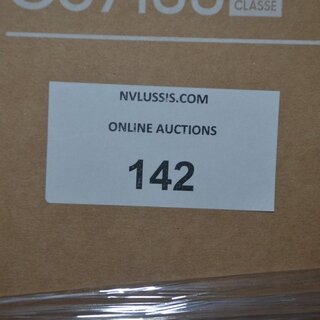 CLASSE
NVLUSSIS.COM
ONLINE AUCTIONS
142